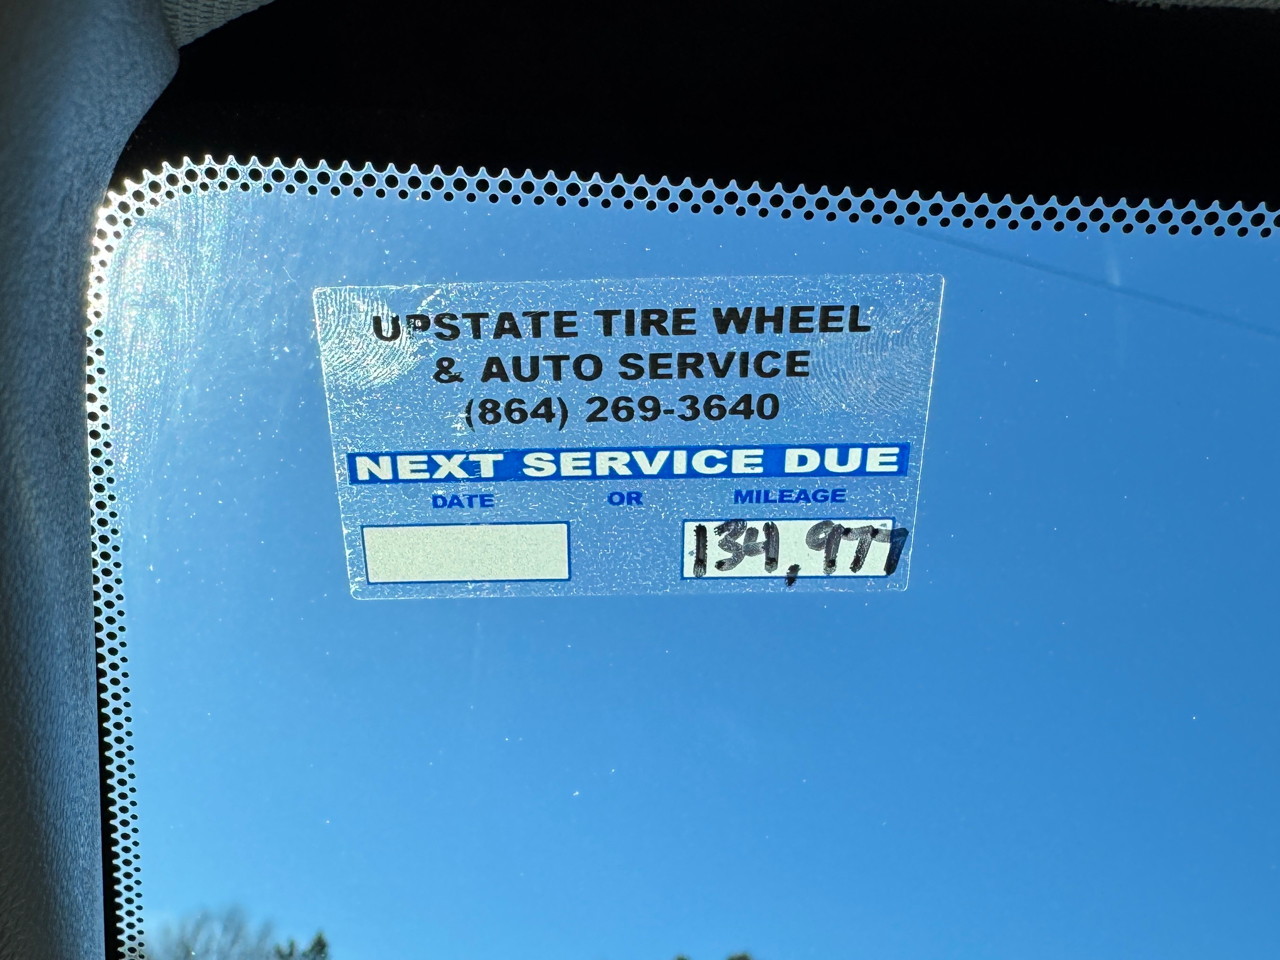 UPSTATE TIRE WHEEL
& AUTO SERVICE
(864) 269-3640
NEXT SERVICE DUE
DATE OR MILEAGE
134,977